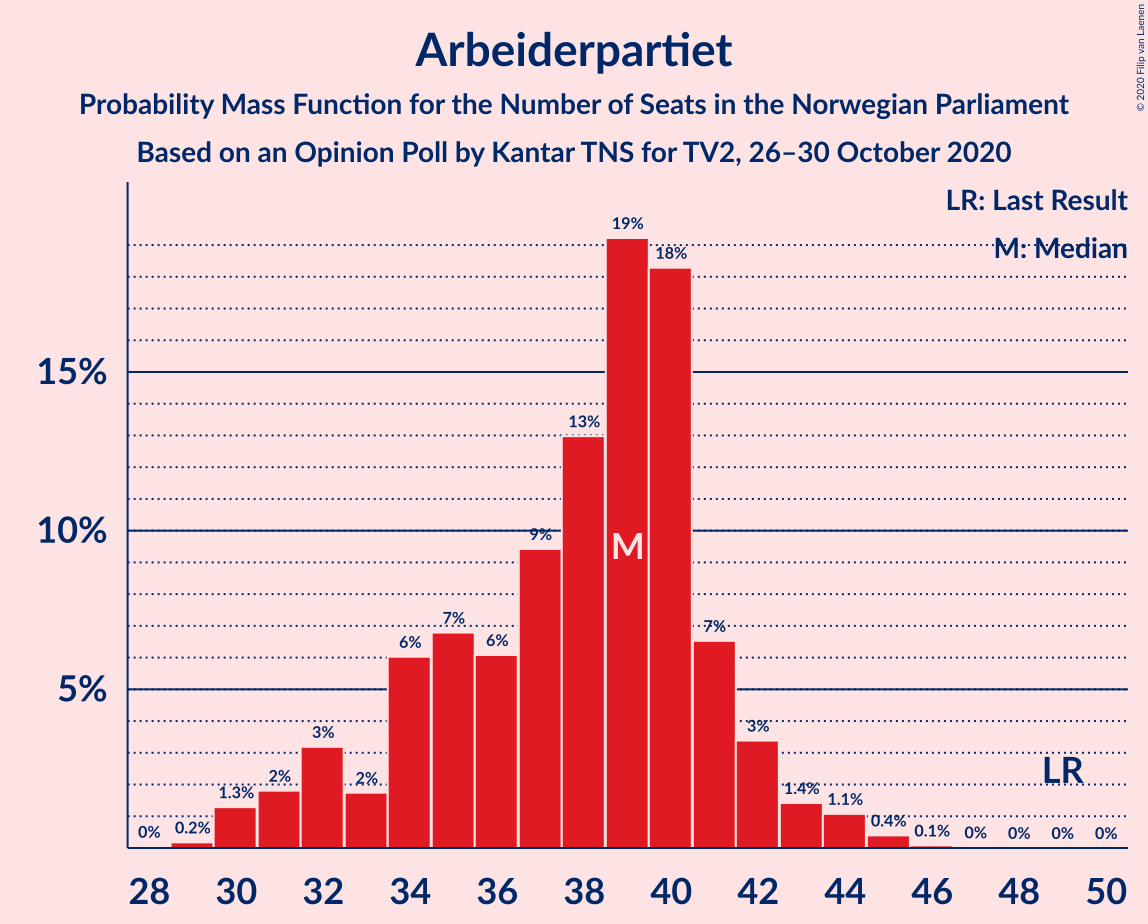 Arbeiderpartiet
Probability Mass Function for the Number of Seats in the Norwegian Parliament
Based on an Opinion Poll by Kantar TNS for TV2, 26–30 October 2020
© 2020 Filip van Laenen
LR: Last Result
M: Median
15%
10%
5%
0%
0.2%
1.3%
2%
3%
2%
6%
7%
6%
9%
13%
19%
18%
7%
3%
1.4%
1.1%
0.4%
0.1%
0%
0%
0%
0%
M
LR
28 30 32 34 36 38 40 42 44 46 48 50